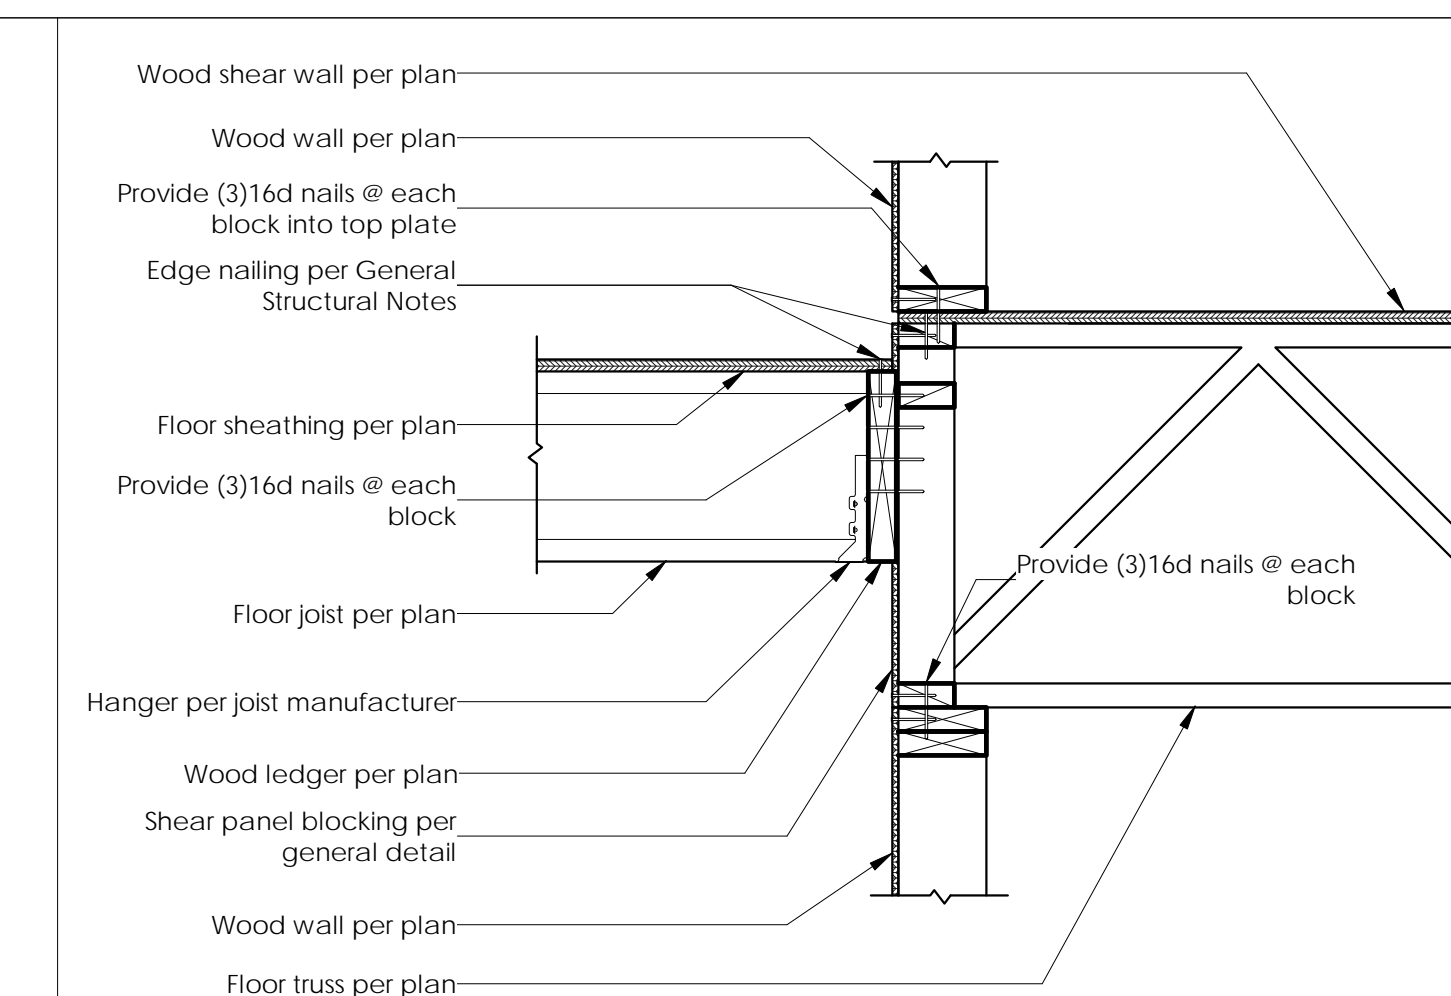 Wood shear wall per plan
Wood wall per plan
Provide (3)16d nails @ each
block into top plate
Edge nailing per General
Structural Notes
Floor sheathing per plan
Provide (3)16d nails @ each
block
Provide (3)16d nails @ each
block
Floor joist per plan
Hanger per joist manufacturer
Wood ledger per plan
Shear panel blocking per
general detail
Wood wall per plan
Floor truss per plan